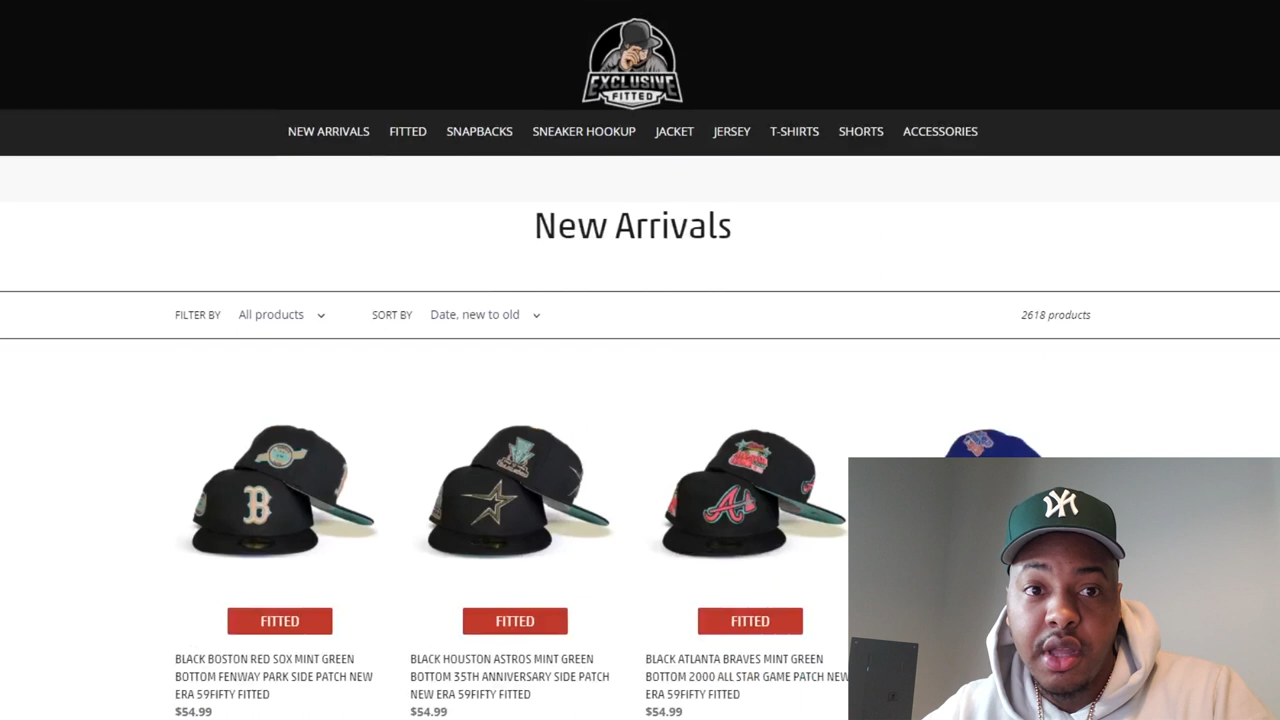 EXCLUSIVE
FITTED
NEW ARRIVALS FITTED SNAPBACKS SNEAKER HOOKUP JACKET JERSEY T-SHIRTS SHORTS ACCESSORIES
New Arrivals
FILTER BY All products SORT BY Date, new to old 2618 products
B
A
NY
FITTED FITTED FITTED
BLACK BOSTON RED SOX MINT GREEN
BOTTOM FENWAY PARK SIDE PATCH NEW
ERA 59FIFTY FITTED
$54.99
BLACK HOUSTON ASTROS MINT GREEN
BOTTOM 35TH ANNIVERSARY SIDE PATCH
NEW ERA 59FIFTY FITTED
$54.99
BLACK ATLANTA BRAVES MINT GREEN
BOTTOM 2000 ALL STAR GAME PATCH NEW
ERA 59FIFTY FITTED
$54.99